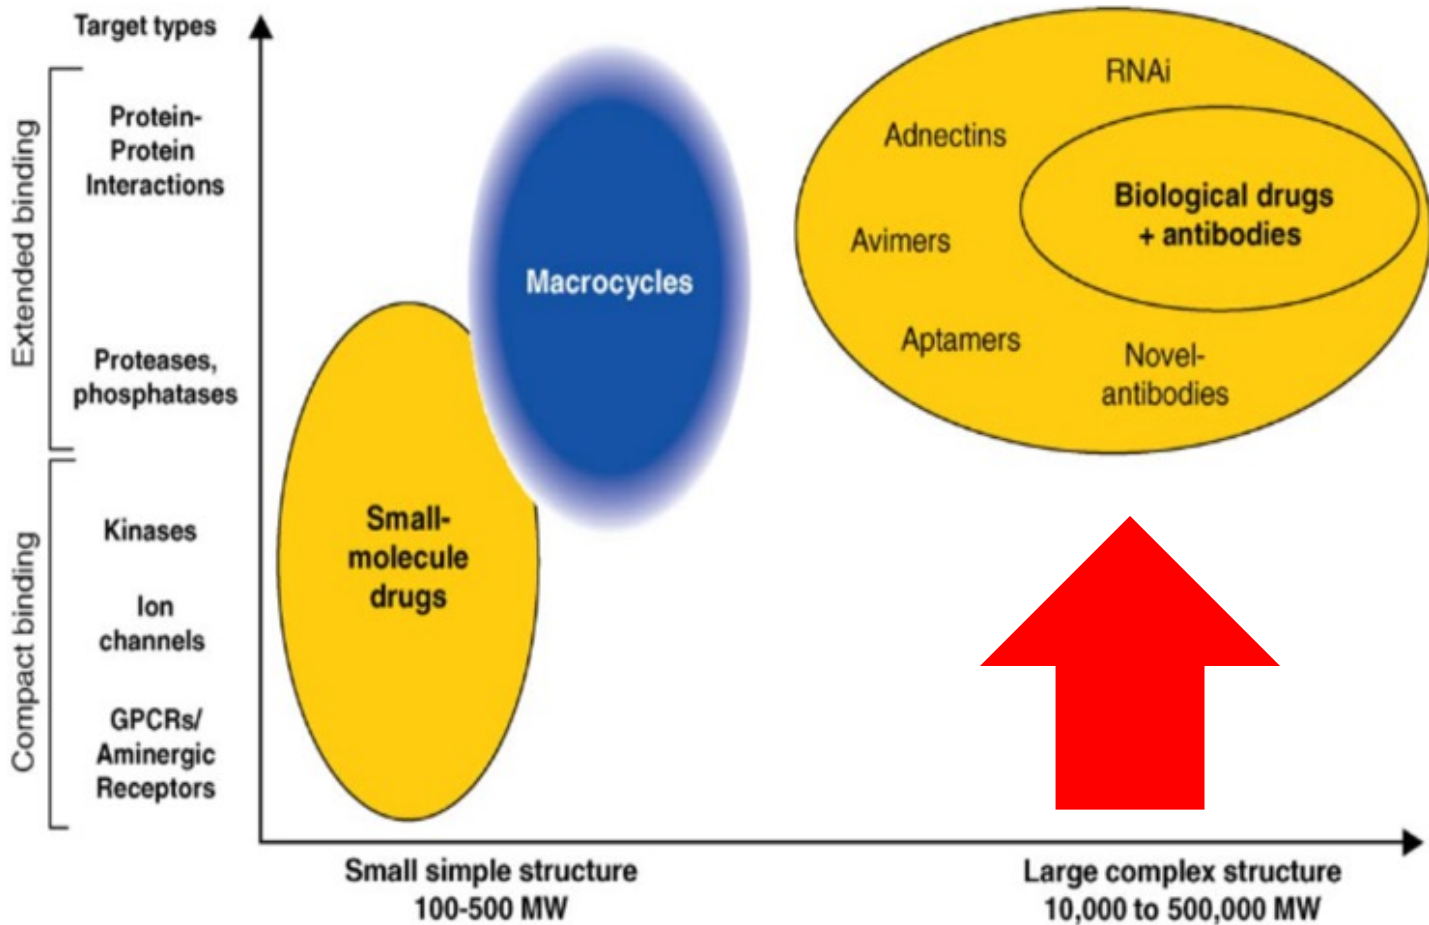 Target types
Extended binding
Protein-
Protein
Interactions
Proteases,
phosphatases
Compact binding
Kinases
Ion
channels
GPCRs/
Aminergic
Receptors
Small-
molecule
drugs
Macrocycles
RNAi
Adnectins
Avimers
Aptamers
Novel-
antibodies
Biological drugs
+ antibodies
Small simple structure
100-500 MW
Large complex structure
10,000 to 500,000 MW